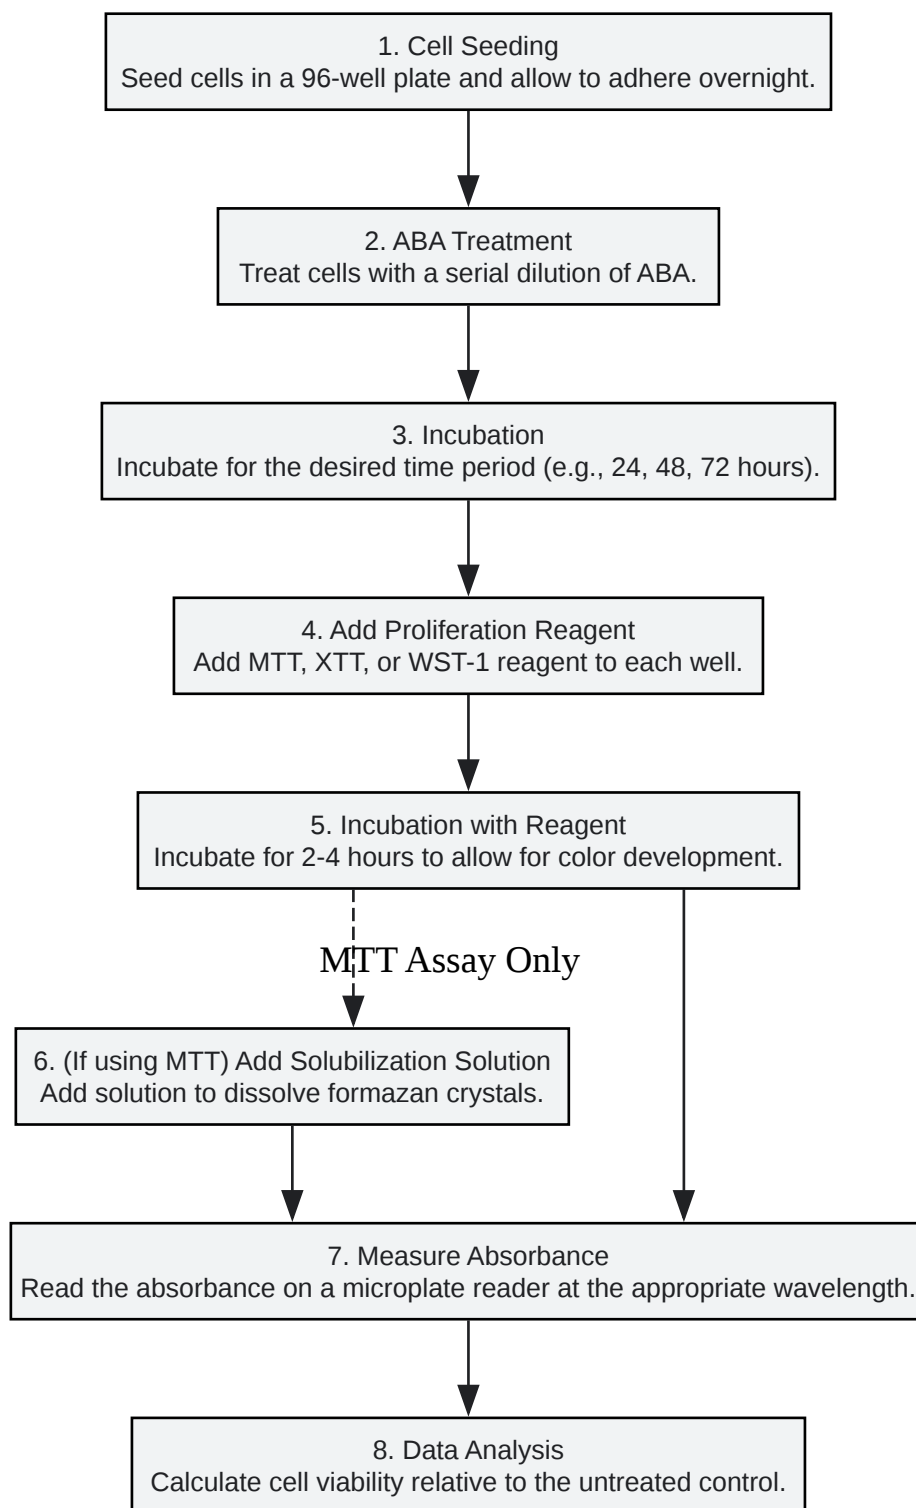 1. Cell Seeding
Seed cells in a 96-well plate and allow to adhere overnight.
2. ABA Treatment
Treat cells with a serial dilution of ABA.
3. Incubation
Incubate for the desired time period (e.g., 24, 48, 72 hours).
4. Add Proliferation Reagent
Add MTT, XTT, or WST-1 reagent to each well.
5. Incubation with Reagent
Incubate for 2-4 hours to allow for color development.
MTT Assay Only
6. (If using MTT) Add Solubilization Solution
Add solution to dissolve formazan crystals.
7. Measure Absorbance
Read the absorbance on a microplate reader at the appropriate wavelength.
8. Data Analysis
Calculate cell viability relative to the untreated control.